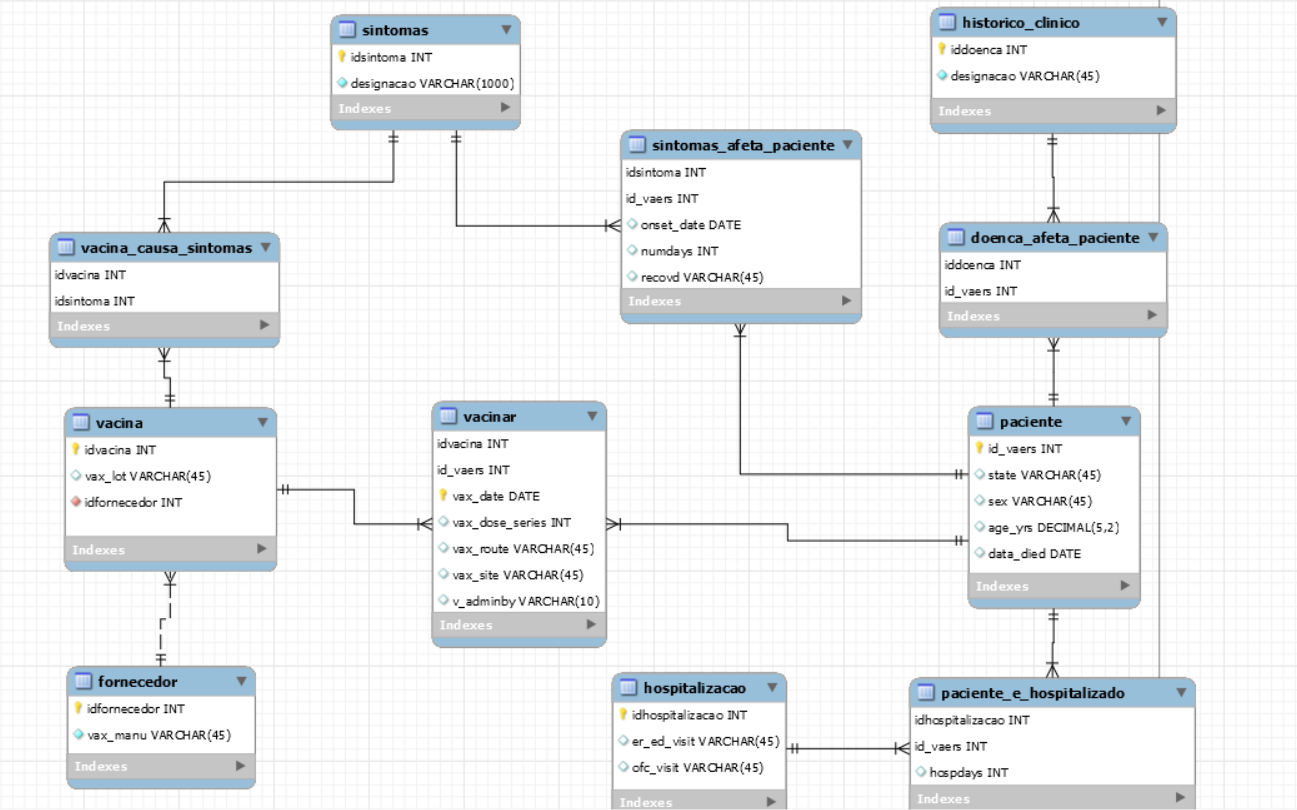 sintomas
idsintoma INT
designacao VARCHAR(1000)
Indexes
historico_clinico
iddoenca INT
designacao VARCHAR(45)
Indexes
sintomas_afeta_paciente
idsintoma INT
id_vaers INT
onset_date DATE
numdays INT
recovd VARCHAR(45)
Indexes
vacina_causa_sintomas
idvacina INT
idsintoma INT
Indexes
doenca_afeta_paciente
iddoenca INT
id_vaers INT
Indexes
vacina
idvacina INT
vax_lot VARCHAR(45)
idfornecedor INT
Indexes
vacinar
idvacina INT
id_vaers INT
vax_date DATE
vax_dose_series INT
vax_route VARCHAR(45)
vax_site VARCHAR(45)
v_adminby VARCHAR(10)
Indexes
paciente
id_vaers INT
state VARCHAR(45)
sex VARCHAR(45)
age_yrs DECIMAL(5,2)
data_died DATE
Indexes
fornecedor
idfornecedor INT
vax_manu VARCHAR(45)
Indexes
hospitalizacao
idhospitalizacao INT
er_ed_visit VARCHAR(45)
ofc_visit VARCHAR(45)
Indexes
paciente_e_hospitalizado
idhospitalizacao INT
id_vaers INT
hospdays INT
Indexes